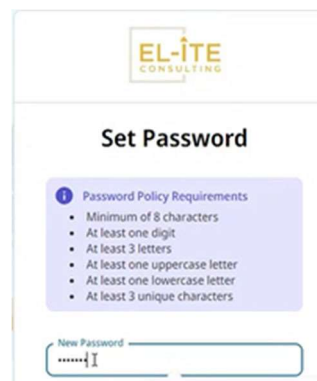 EL-ÎTE
CONSULTING
Set Password
Password Policy Requirements
Minimum of 8 characters
At least one digit
At least 3 letters
At least one uppercase letter
At least one lowercase letter
At least 3 unique characters
New Password